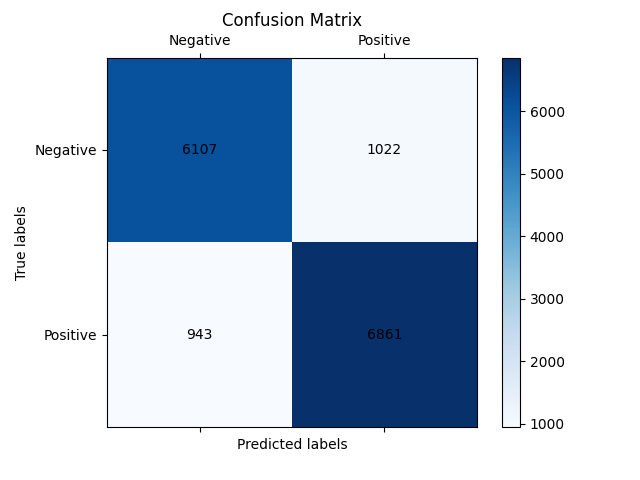 Confusion Matrix
Negative Positive
Negative 6107 1022
Positive 943 6861
True labels
Predicted labels
6000
5000
4000
3000
2000
1000